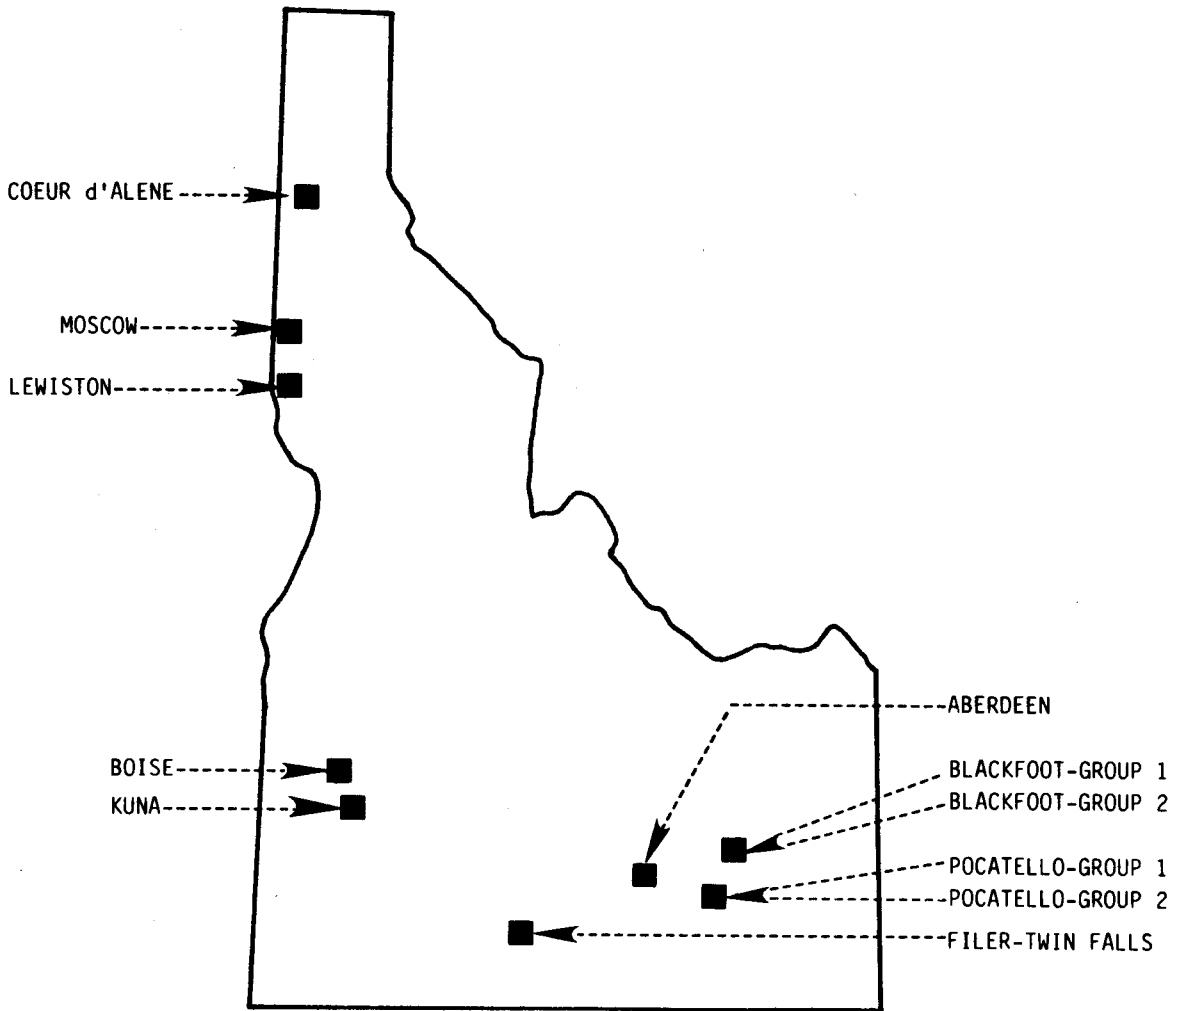 COEUR d'ALENE
MOSCOW
LEWISTON
ABERDEEN
BOISE
BLACKFOOT-GROUP 1
KUNA
BLACKFOOT-GROUP 2
POCATELLO-GROUP 1
POCATELLO-GROUP 2
FILER-TWIN FALLS